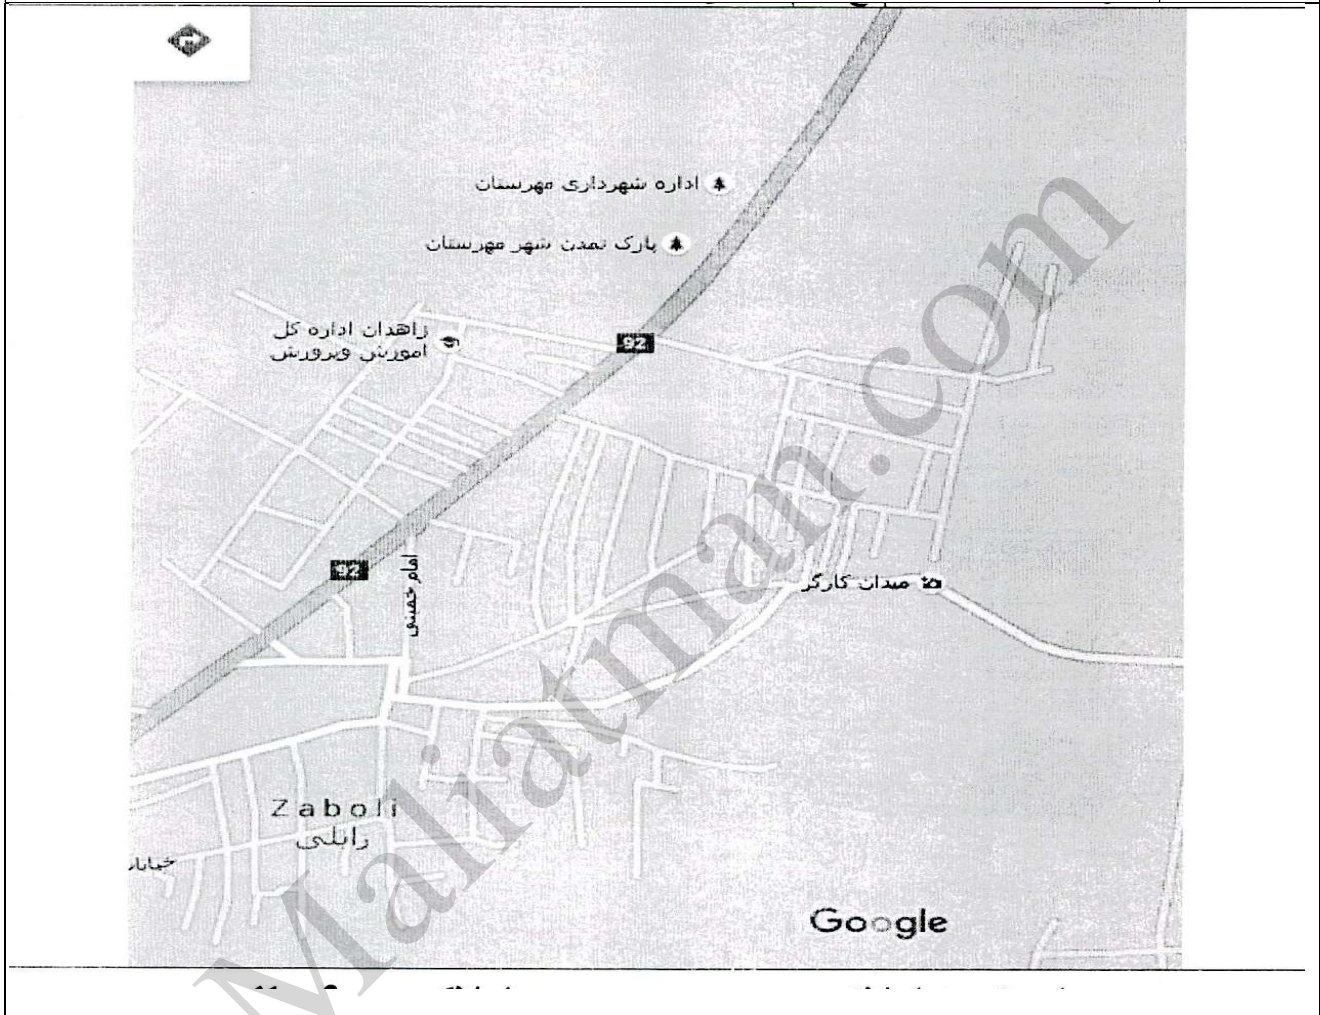 اداره شهرداری مهرستان
پارک تمدن شهر مهرستان
زاهدان اداره کل
اموزش وپرورش
92
92
امام خمینی
میدان کارگر
Zaboli
زابلی
خیابان
Google
Maliatman.com